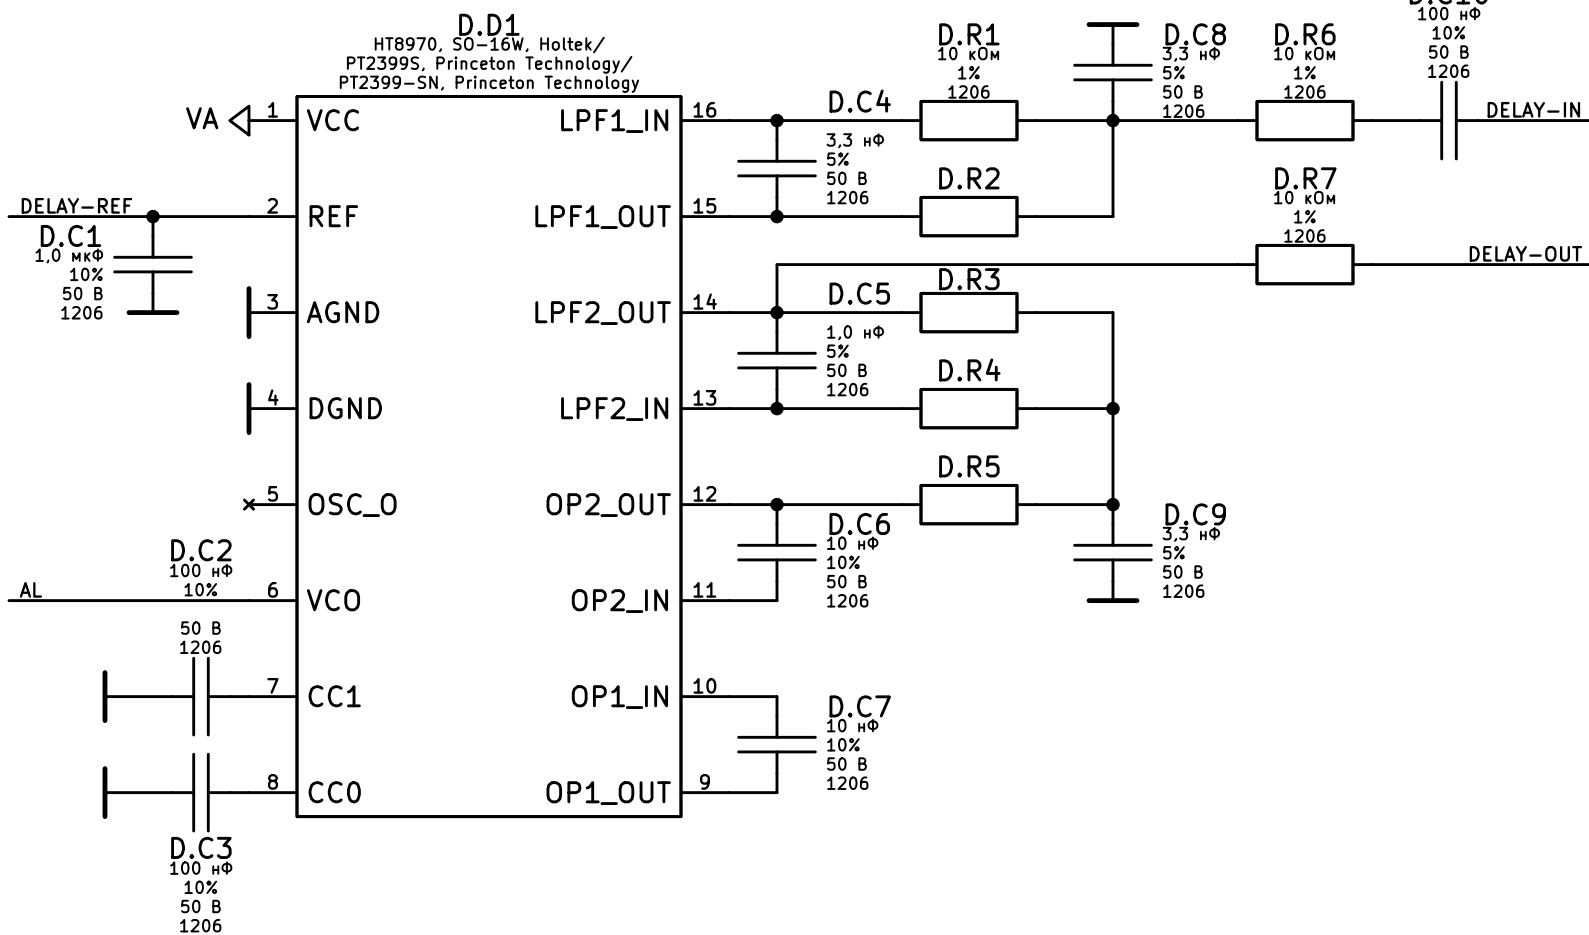 D.D1
HT8970, SO-16W, Holtek/
PT2399S, Princeton Technology/
PT2399-SN, Princeton Technology
VA
1
VCC
DELAY-REF
2
REF
D.C1
1,0 мкФ
10%
50 В
1206
3
AGND
4
DGND
5
OSC_O
D.C2
100 нФ
10%
50 В
1206
AL
6
VCO
7
CC1
8
CC0
D.C3
100 нФ
10%
50 В
1206
LPF1_IN
16
LPF1_OUT
15
LPF2_OUT
14
LPF2_IN
13
OP2_OUT
12
OP2_IN
11
OP1_IN
10
OP1_OUT
9
D.C4
3,3 нФ
5%
50 В
1206
D.R1
10 кОм
1%
1206
D.R2
D.C8
3,3 нФ
5%
50 В
1206
D.R6
10 кОм
1%
1206
D.C10
100 нФ
10%
50 В
1206
DELAY-IN
D.R7
10 кОм
1%
1206
DELAY-OUT
D.C5
1,0 нФ
5%
50 В
1206
D.R3
D.R4
D.R5
D.C6
10 нФ
10%
50 В
1206
D.C9
3,3 нФ
5%
50 В
1206
D.C7
10 нФ
10%
50 В
1206